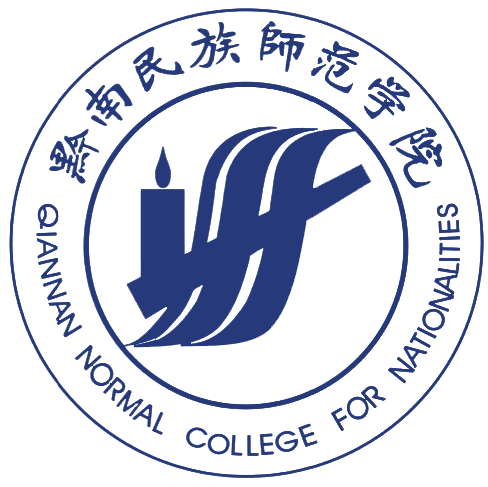 黔南民族師范学院
QIANNAN NORMAL COLLEGE FOR NATIONALITIES